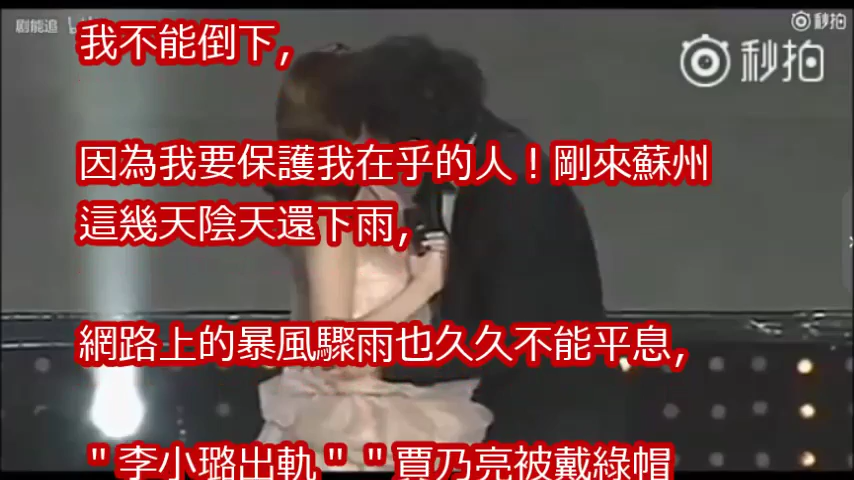 剧能追
秒拍
秒拍
我不能倒下，
因為我要保護我在乎的人！剛來蘇州
這幾天陰天還下雨，
網路上的暴風驟雨也久久不能平息，
＂李小璐出軌＂＂賈乃亮被戴綠帽